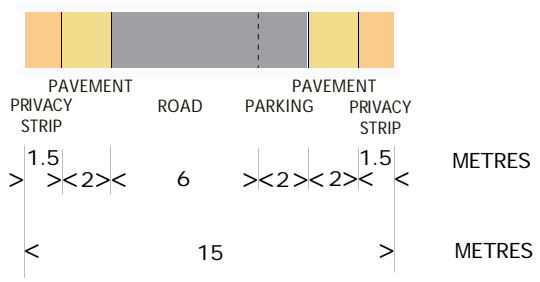 PAVEMENT PAVEMENT
PRIVACY ROAD PARKING PRIVACY
STRIP STRIP
1.5 1.5 METRES
> ><2>< 6 ><2><2>< <
< 15 > METRES